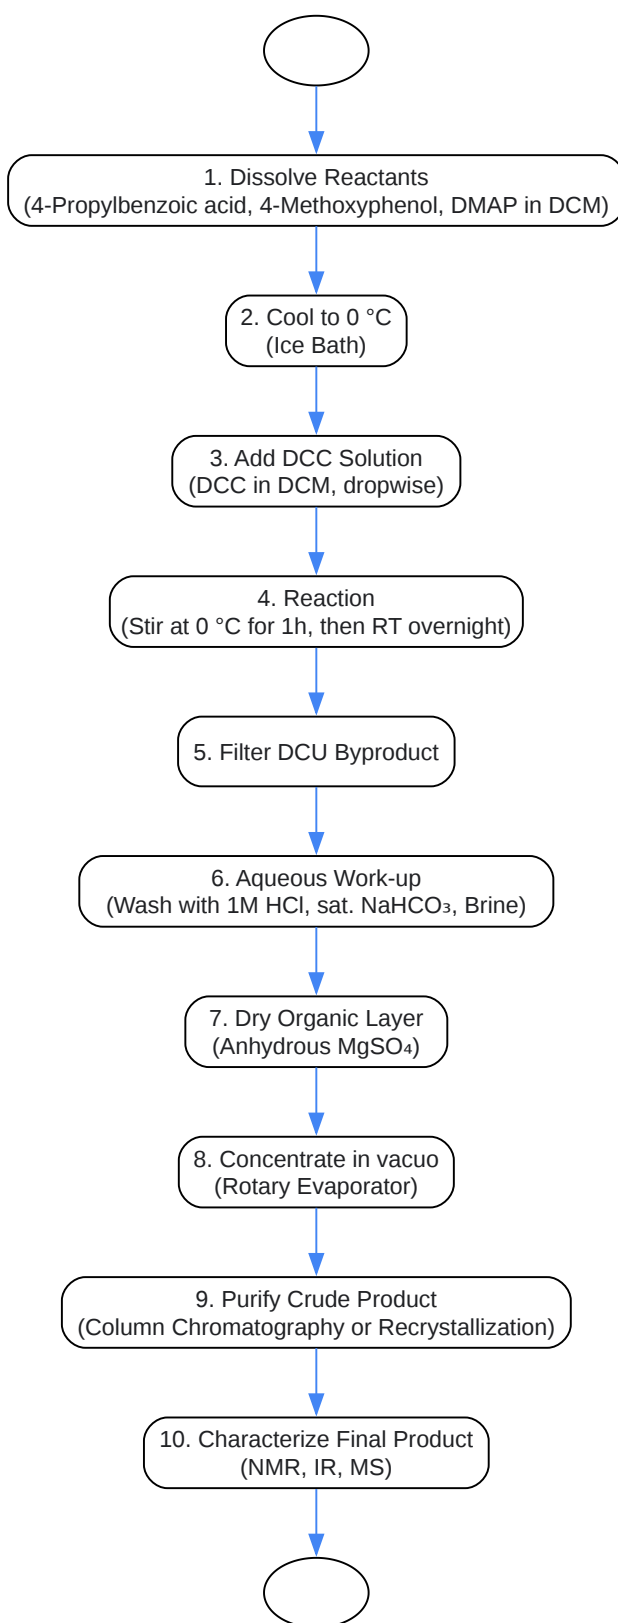 1. Dissolve Reactants
(4-Propylbenzoic acid, 4-Methoxyphenol, DMAP in DCM)
2. Cool to 0 °C
(Ice Bath)
3. Add DCC Solution
(DCC in DCM, dropwise)
4. Reaction
(Stir at 0 °C for 1h, then RT overnight)
5. Filter DCU Byproduct
6. Aqueous Work-up
(Wash with 1M HCl, sat. NaHCO₃, Brine)
7. Dry Organic Layer
(Anhydrous MgSO₄)
8. Concentrate in vacuo
(Rotary Evaporator)
9. Purify Crude Product
(Column Chromatography or Recrystallization)
10. Characterize Final Product
(NMR, IR, MS)